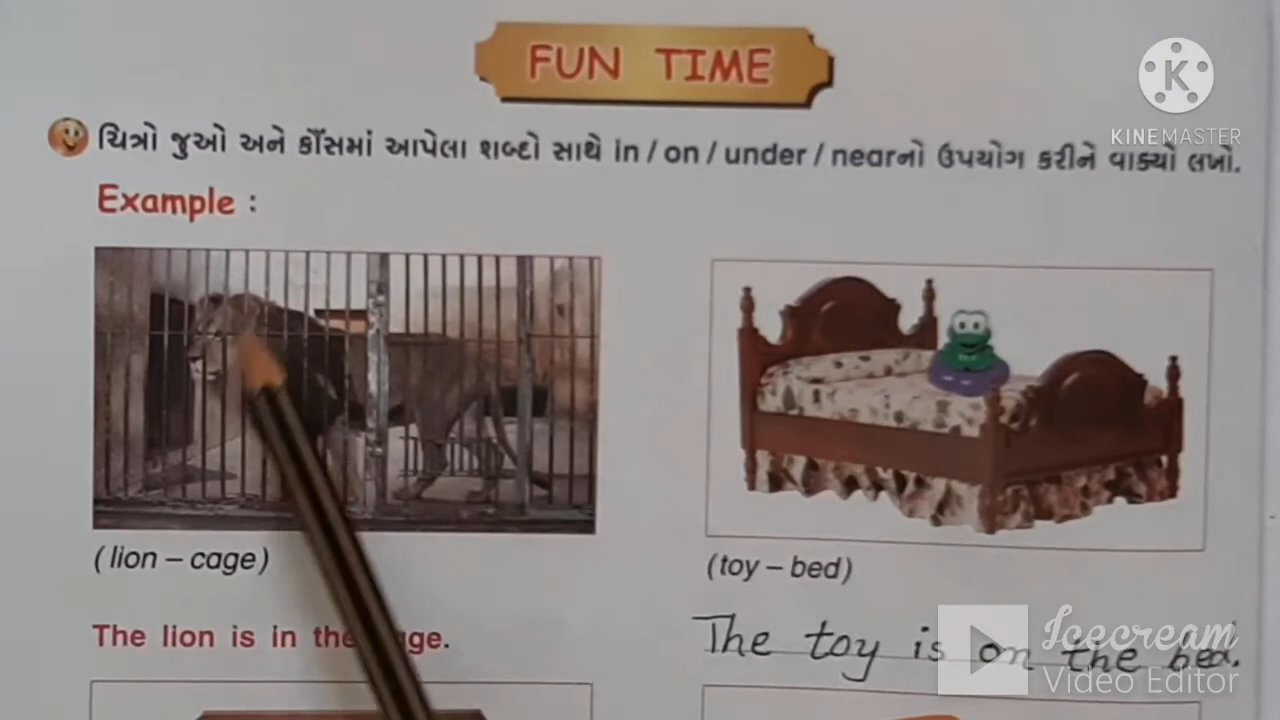 FUN TIME
KINEMASTER
ચિત્રો જુઓ અને કૌંસમાં આપેલા શબ્દો સાથે in / on / under / nearનો ઉપયોગ કરીને વાક્યો લખો.
Example :
(lion – cage)
(toy – bed)
The lion is in the
The toy is on the bed.
Icecream
Video Editor